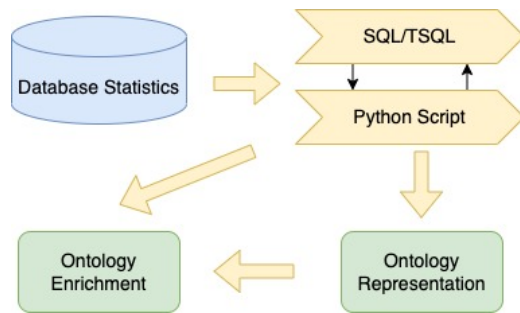 SQL/TSQL
Database Statistics
Python Script
Ontology
Enrichment
Ontology
Representation